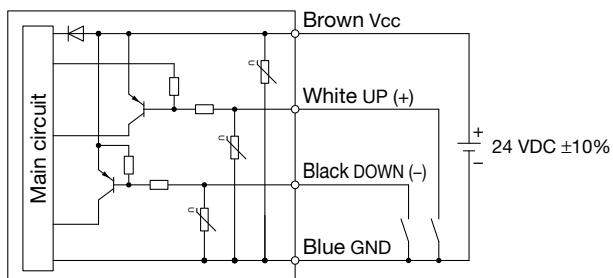 Main circuit
Brown Vcc
U
White UP (+)
U
Black DOWN (−)
U
Blue GND
+
24 VDC ±10%
−